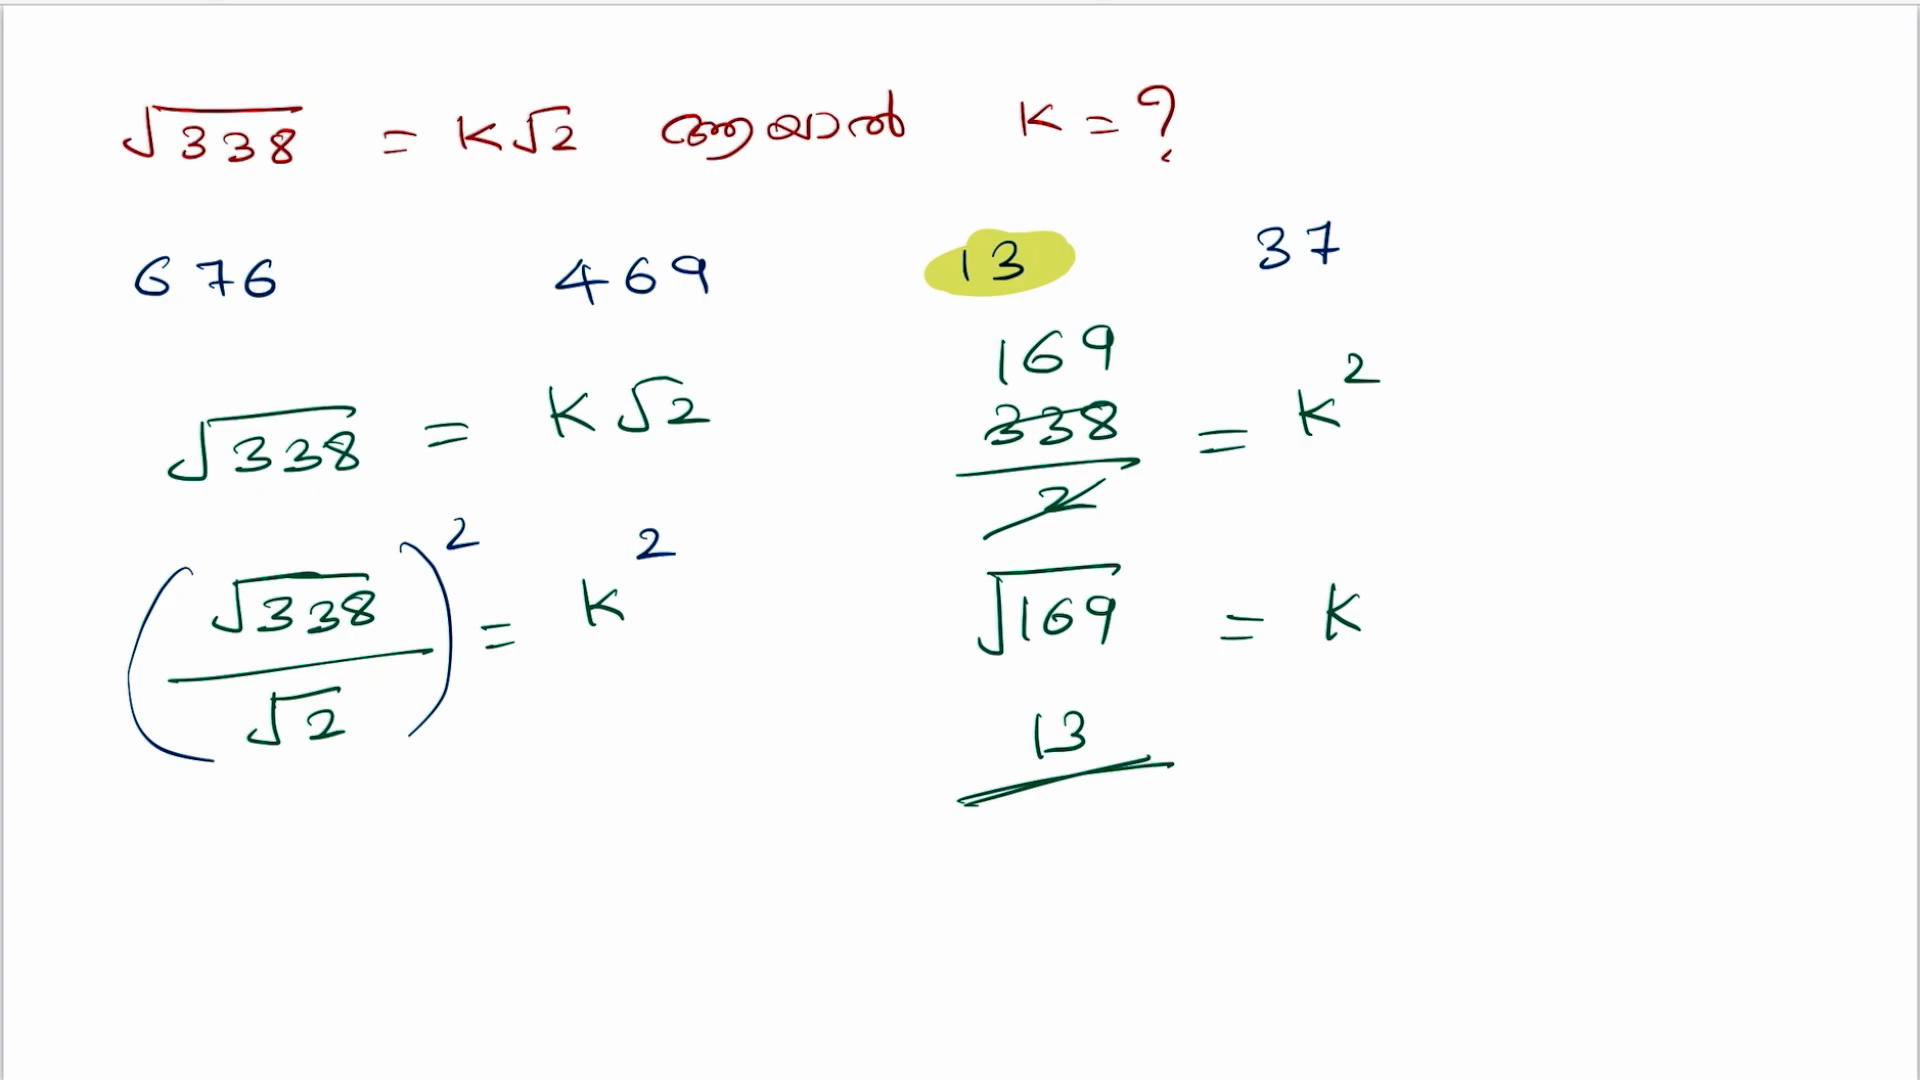 √338 = K√2 ആയാൽ K = ?
676 469 13 37
√338 = K√2
(√338/√2)² = K²
169
338/2 = K²
√169 = K
13